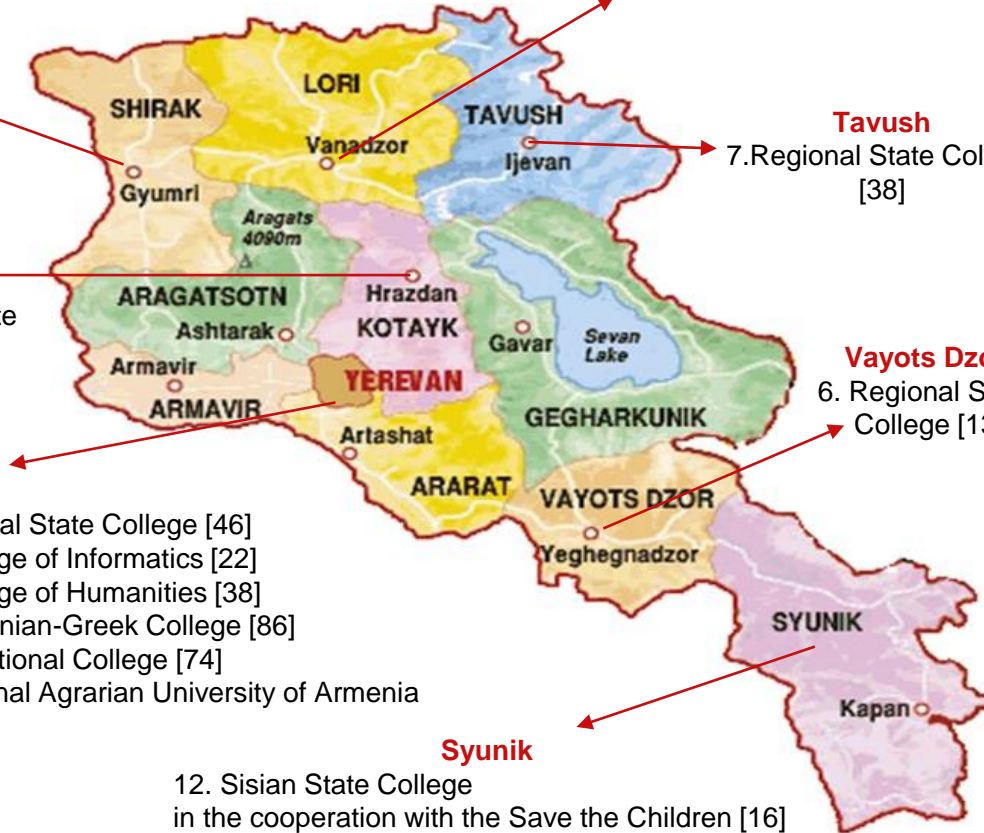 LORI
SHIRAK
TAVUSH
Vanadzor
Ijevan
Gyumri
Tavush
7.Regional State Col
[38]
Aragats
4090m
Hrazdan
ARAGATSOTN
te
Ashtarak
KOTAYK
Gavar
Sevan
Lake
Armavir
YEREVAN
ARMAVIR
GEGHARKUNIK
Vayots Dzo
6. Regional S
College [13
Artashat
ARARAT
VAYOTS DZOR
Yeghegnadzor
al State College [46]
ge of Informatics [22]
ge of Humanities [38]
nian-Greek College [86]
tional College [74]
nal Agrarian University of Armenia
SYUNIK
Kapan
Syunik
12. Sisian State College
in the cooperation with the Save the Children [16]